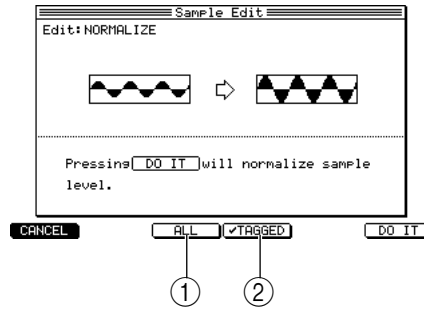 Sample Edit
Edit:NORMALIZE
Pressing DO IT will normalize sample
level.
CANCEL ALL ✓TAGGED DO IT
1 2